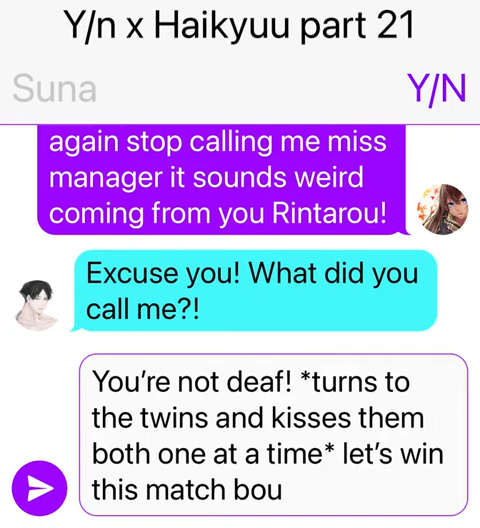 Y/n x Haikyuu part 21
Suna
Y/N
again stop calling me miss
manager it sounds weird
coming from you Rintarou!
Excuse you! What did you
call me?!
You’re not deaf! *turns to
the twins and kisses them
both one at a time* let’s win
this match bou